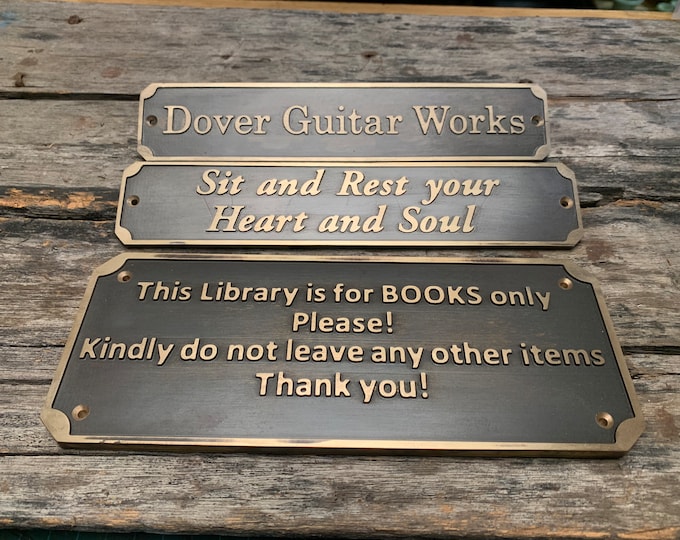 Dover Guitar Works
Sit and Rest your
Heart and Soul
This Library is for BOOKS only
Please!
Kindly do not leave any other items
Thank you!